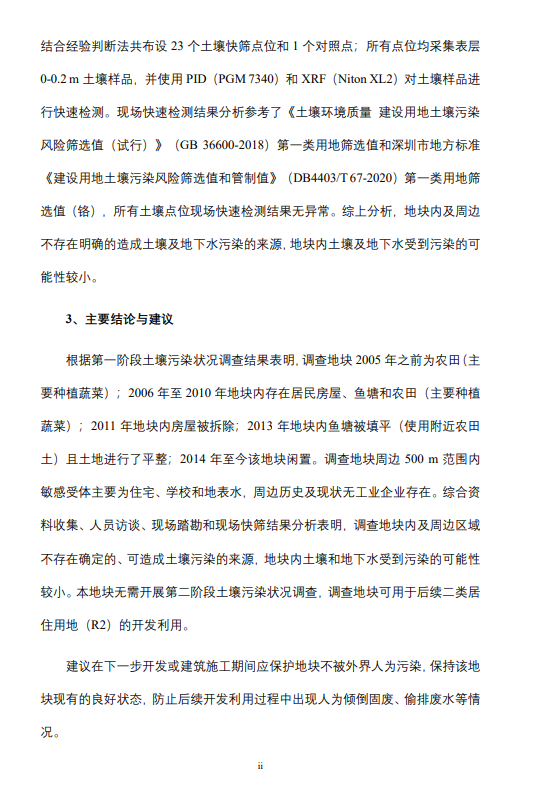 结合经验判断法共布设 23 个土壤快筛点位和 1 个对照点；所有点位均采集表层
0-0.2 m 土壤样品，并使用 PID（PGM 7340）和 XRF（Niton XL2）对土壤样品进
行快速检测。现场快速检测结果分析参考了《土壤环境质量 建设用地土壤污染
风险筛选值（试行）》（GB 36600-2018）第一类用地筛选值和深圳市地方标准
《建设用地土壤污染风险筛选值和管制值》（DB4403/T 67-2020）第一类用地筛
选值（铬），所有土壤点位现场快速检测结果无异常。综上分析，地块内及周边
不存在明确的造成土壤及地下水污染的来源，地块内土壤及地下水受到污染的可
能性较小。
3、主要结论与建议
根据第一阶段土壤污染状况调查结果表明，调查地块 2005 年之前为农田（主
要种植蔬菜）；2006 年至 2010 年地块内存在居民房屋、鱼塘和农田（主要种植
蔬菜）；2011 年地块内房屋被拆除；2013 年地块内鱼塘被填平（使用附近农田
土）且土地进行了平整；2014 年至今该地块闲置。调查地块周边 500 m 范围内
敏感受体主要为住宅、学校和地表水，周边历史及现状无工业企业存在。综合资
料收集、人员访谈、现场踏勘和现场快筛结果分析表明，调查地块内及周边区域
不存在确定的、可造成土壤污染的来源，地块内土壤和地下水受到污染的可能性
较小。本地块无需开展第二阶段土壤污染状况调查，调查地块可用于后续二类居
住用地（R2）的开发利用。
建议在下一步开发或建筑施工期间应保护地块不被外界人为污染，保持该地
块现有的良好状态，防止后续开发利用过程中出现人为倾倒固废、偷排废水等情
况。
ii